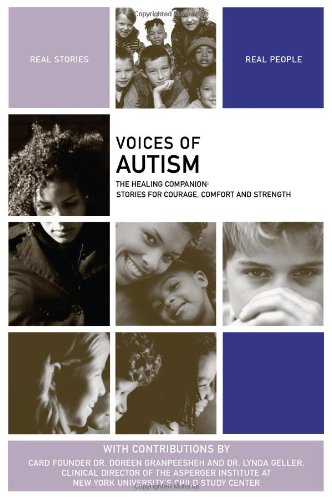 REAL STORIES
REAL PEOPLE
VOICES OF
AUTISM
THE HEALING COMPANION:
STORIES FOR COURAGE, COMFORT AND STRENGTH
WITH CONTRIBUTIONS BY
CARD FOUNDER DR. DOREEN GRANPEESHEH AND DR. LYNDA GELLER,
CLINICAL DIRECTOR OF THE ASPERGER INSTITUTE AT
NEW YORK UNIVERSITY'S CHILD STUDY CENTER